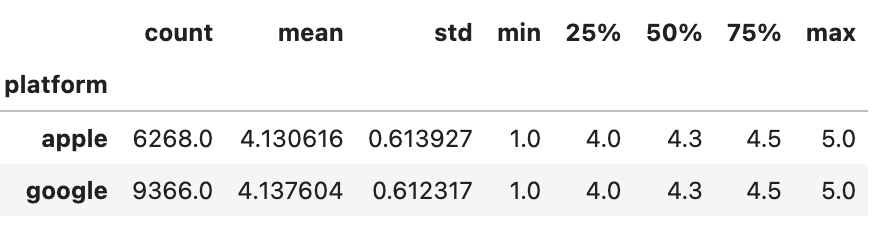 count mean std min 25% 50% 75% max
platform
apple 6268.0 4.130616 0.613927 1.0 4.0 4.3 4.5 5.0
google 9366.0 4.137604 0.612317 1.0 4.0 4.3 4.5 5.0